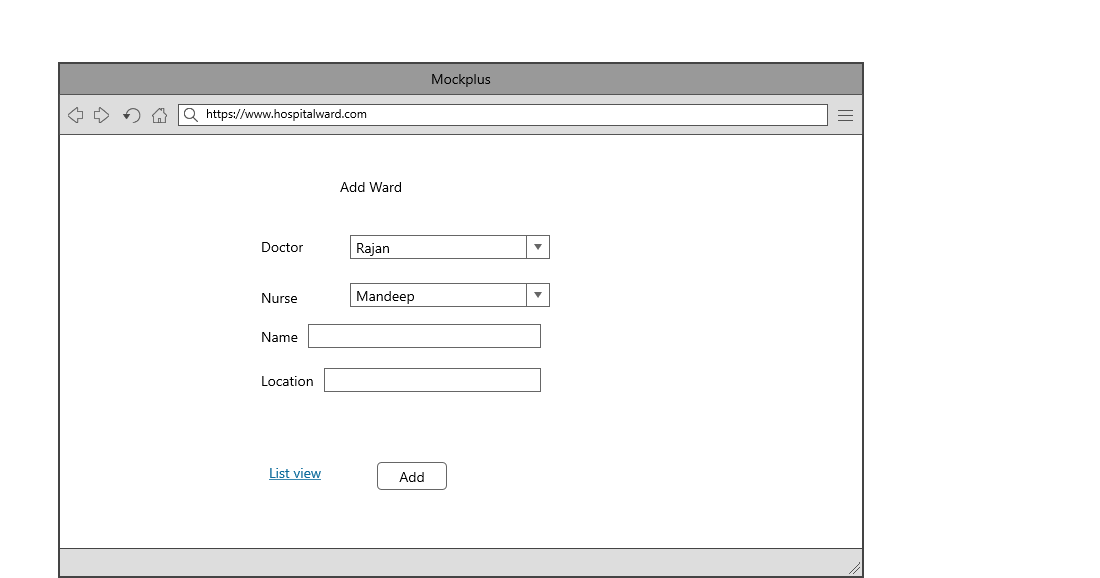 Mockplus
https://www.hospitalward.com
Add Ward
Doctor Rajan
Nurse Mandeep
Name
Location
List view Add